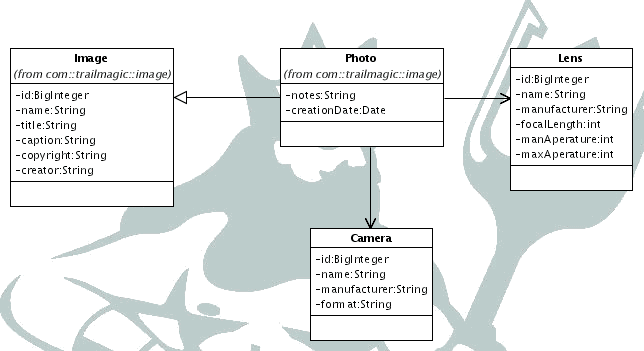 Image
(from com::trailmagic::image)
-id:BigInteger
-name:String
-title:String
-caption:String
-copyright:String
-creator:String
Photo
(from com::trailmagic::image)
-notes:String
-creationDate:Date
Lens
-id:BigInteger
-name:String
-manufacturer:String
-focalLength:int
-manAperature:int
-maxAperature:int
Camera
-id:BigInteger
-name:String
-manufacturer:String
-format:String